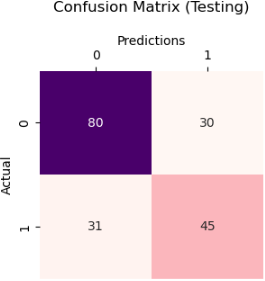 Confusion Matrix (Testing)
Predictions
0 1
Actual
0 80 30
1 31 45